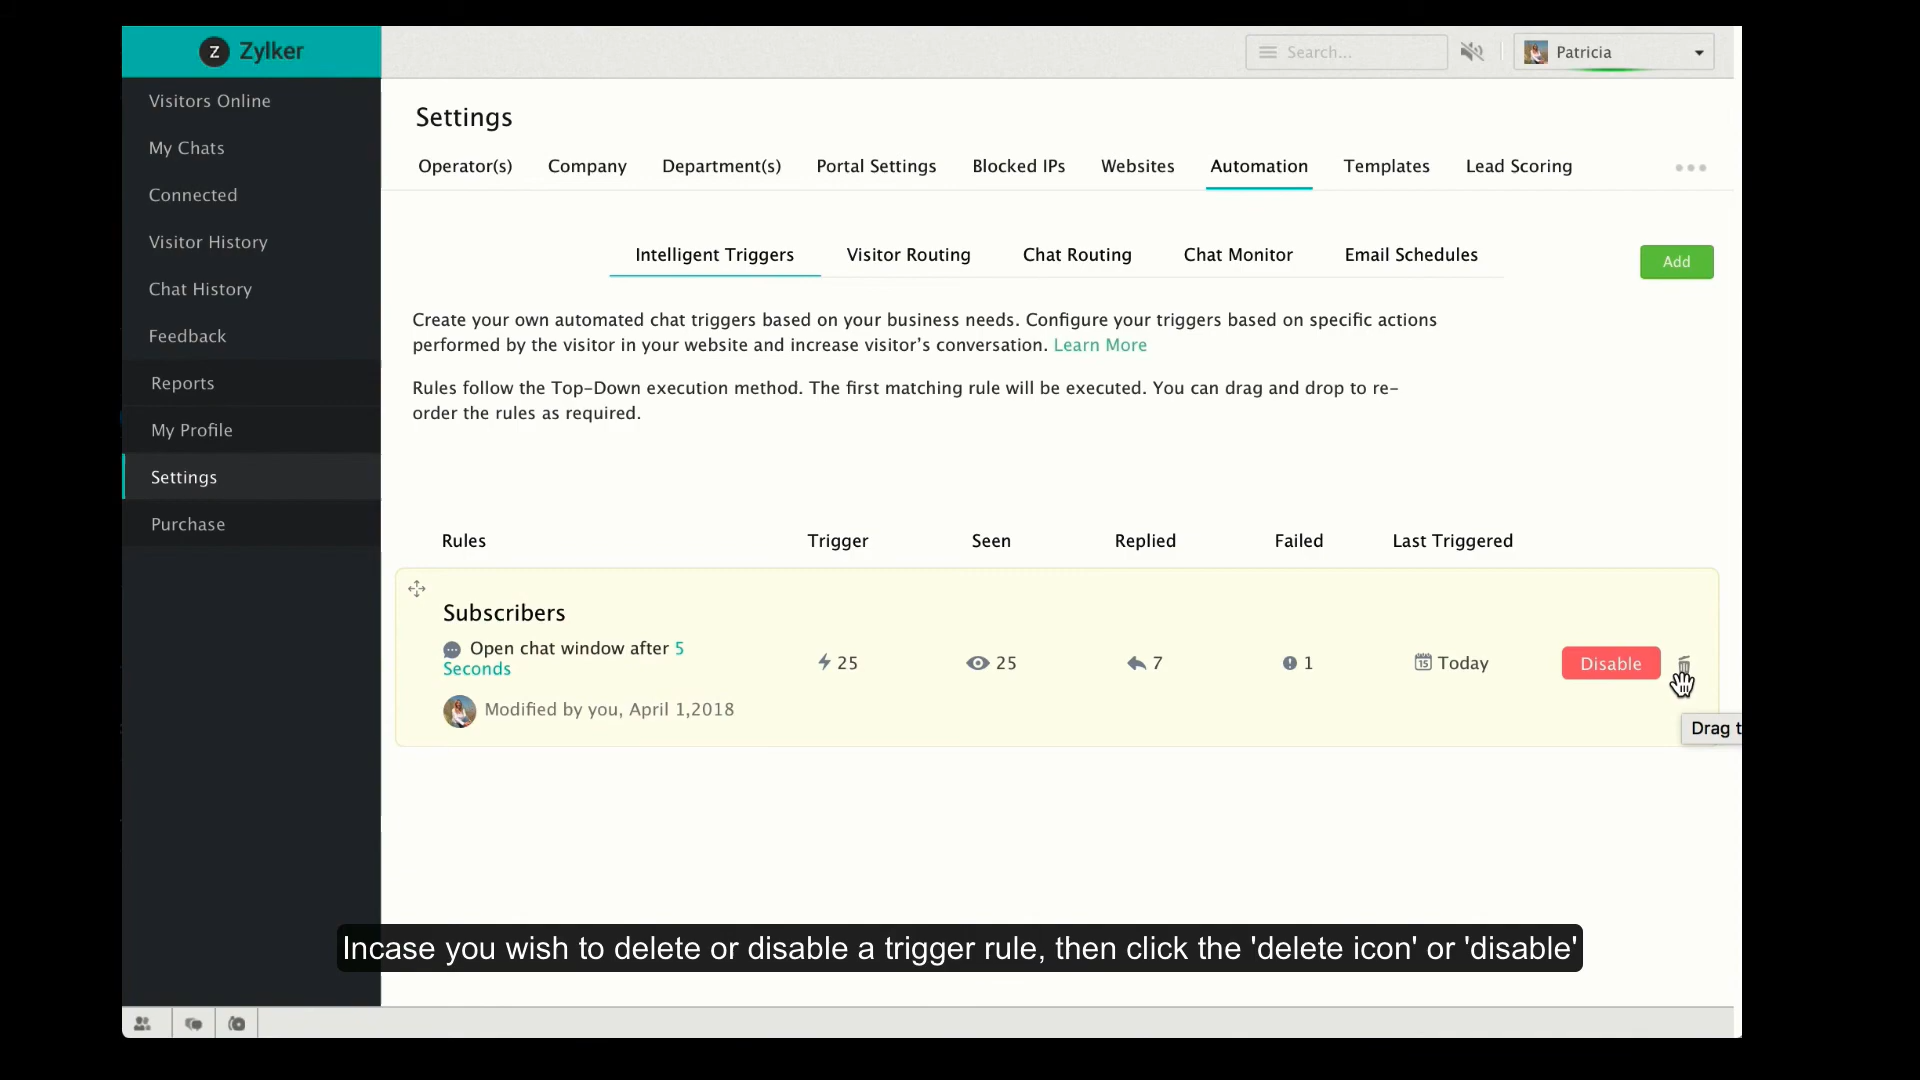 Z Zylker
Search...
Patricia
Visitors Online
My Chats
Connected
Visitor History
Chat History
Feedback
Reports
My Profile
Settings
Purchase
Settings
Operator(s) Company Department(s) Portal Settings Blocked IPs Websites Automation Templates Lead Scoring
Intelligent Triggers Visitor Routing Chat Routing Chat Monitor Email Schedules
Add
Create your own automated chat triggers based on your business needs. Configure your triggers based on specific actions
performed by the visitor in your website and increase visitor’s conversation. Learn More
Rules follow the Top-Down execution method. The first matching rule will be executed. You can drag and drop to re-
order the rules as required.
Rules Trigger Seen Replied Failed Last Triggered
Subscribers
Open chat window after 5
Seconds
25 25 7 1 15 Today Disable
Modified by you, April 1,2018
Drag t
Incase you wish to delete or disable a trigger rule, then click the 'delete icon' or 'disable'